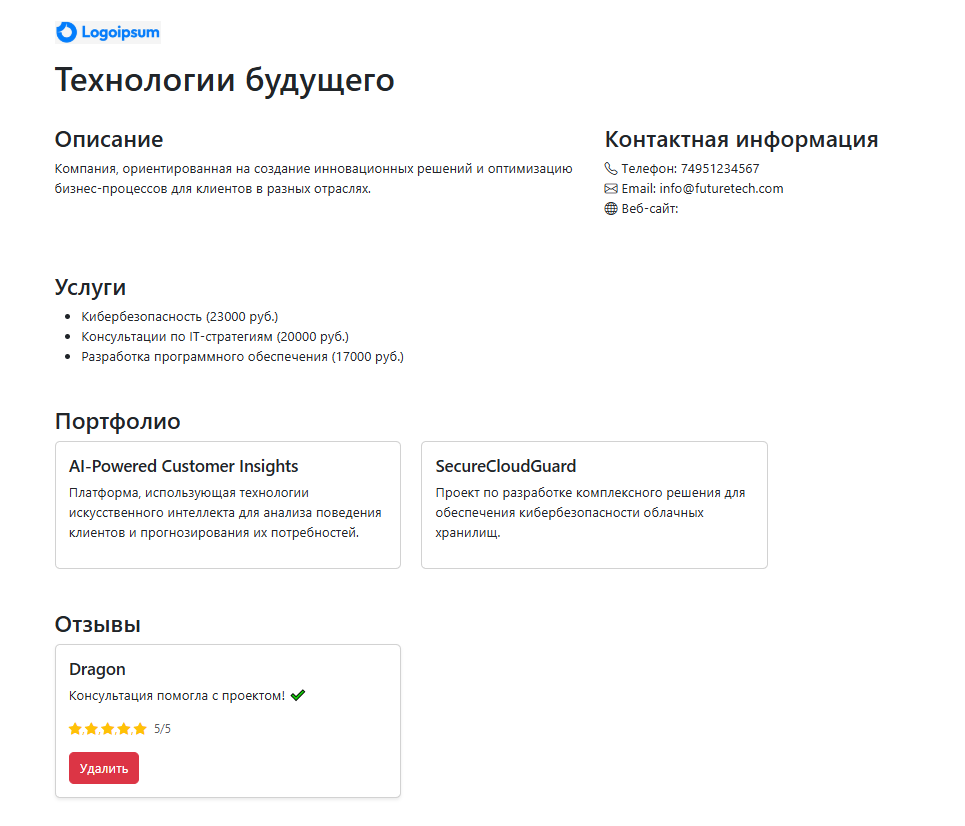 Logoipsum
Технологии будущего
Описание
Компания, ориентированная на создание инновационных решений и оптимизацию
бизнес-процессов для клиентов в разных отраслях.
Контактная информация
Телефон: 74951234567
Email: info@futuretech.com
Веб-сайт:
Услуги
• Кибербезопасность (23000 руб.)
• Консультации по IT-стратегиям (20000 руб.)
• Разработка программного обеспечения (17000 руб.)
Портфолио
AI-Powered Customer Insights
Платформа, использующая технологии
искусственного интеллекта для анализа поведения
клиентов и прогнозирования их потребностей.
SecureCloudGuard
Проект по разработке комплексного решения для
обеспечения кибербезопасности облачных
хранилищ.
Отзывы
Dragon
Консультация помогла с проектом! ✔
5/5
Удалить